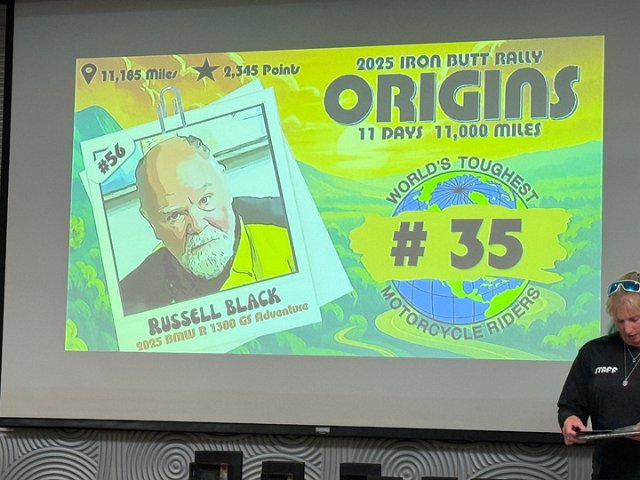 11,185 Miles 2,345 Points
2025 IRON BUTT RALLY
ORIGINS
11 DAYS 11,000 MILES
#56
WORLD'S TOUGHEST
# 35
MOTORCYCLE RIDERS
RUSSELL BLACK
2025 BMW R 1300 GS Adventure
STAFF